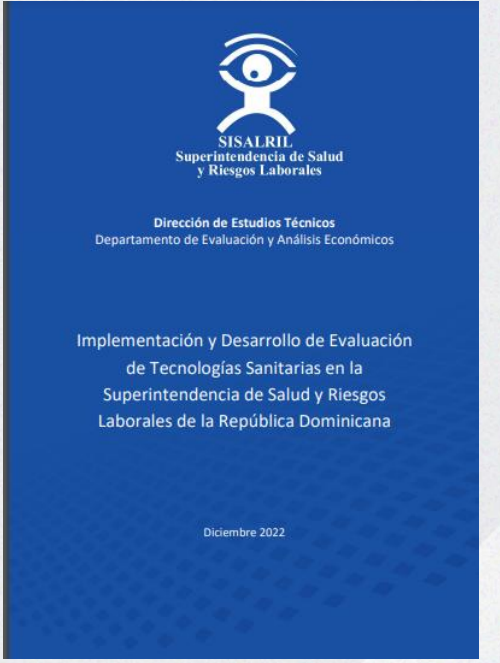 SISALRIL
Superintendencia de Salud
y Riesgos Laborales
Dirección de Estudios Técnicos
Departamento de Evaluación y Análisis Económicos
Implementación y Desarrollo de Evaluación
de Tecnologías Sanitarias en la
Superintendencia de Salud y Riesgos
Laborales de la República Dominicana
Diciembre 2022